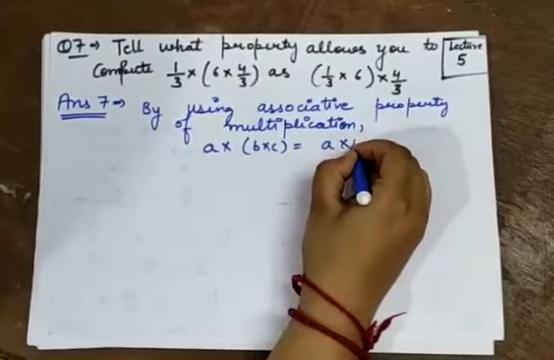 Q7⇒ Tell what property allows you to
Compute 1/3 × (6 × 4/3) as (1/3 × 6) × 4/3
Lecture
5
Ans 7⇒ By using associative property
of multiplication,
a × (b×c) = a×